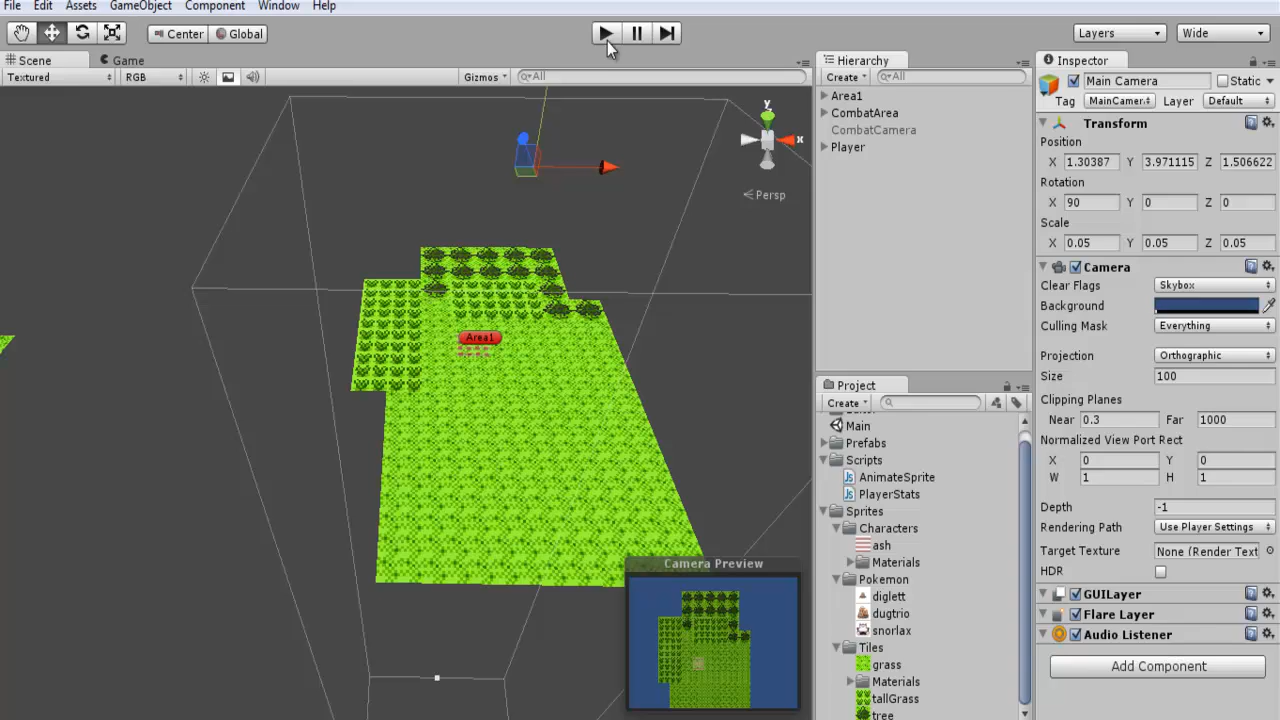 File Edit Assets GameObject Component Window Help
Center Global Layers Wide
Scene Game
Textured RGB Gizmos All
y
x
Persp
Area1
Camera Preview
Hierarchy
Create All
Area1
CombatArea
CombatCamera
Player
Project
Create
Main
Prefabs
Scripts
AnimateSprite
PlayerStats
Sprites
Characters
ash
Materials
Pokemon
diglett
dugtrio
snorlax
Tiles
grass
Materials
tallGrass
tree
Inspector
Main Camera Static
Tag MainCamer Layer Default
Transform
Position
X 1.30387 Y 3.971115 Z 1.506622
Rotation
X 90 Y 0 Z 0
Scale
X 0.05 Y 0.05 Z 0.05
Camera
Clear Flags Skybox
Background
Culling Mask Everything
Projection Orthographic
Size 100
Clipping Planes
Near 0.3 Far 1000
Normalized View Port Rect
X 0 Y 0
W 1 H 1
Depth -1
Rendering Path Use Player Settings
Target Texture None (Render Text
HDR
GUILayer
Flare Layer
Audio Listener
Add Component